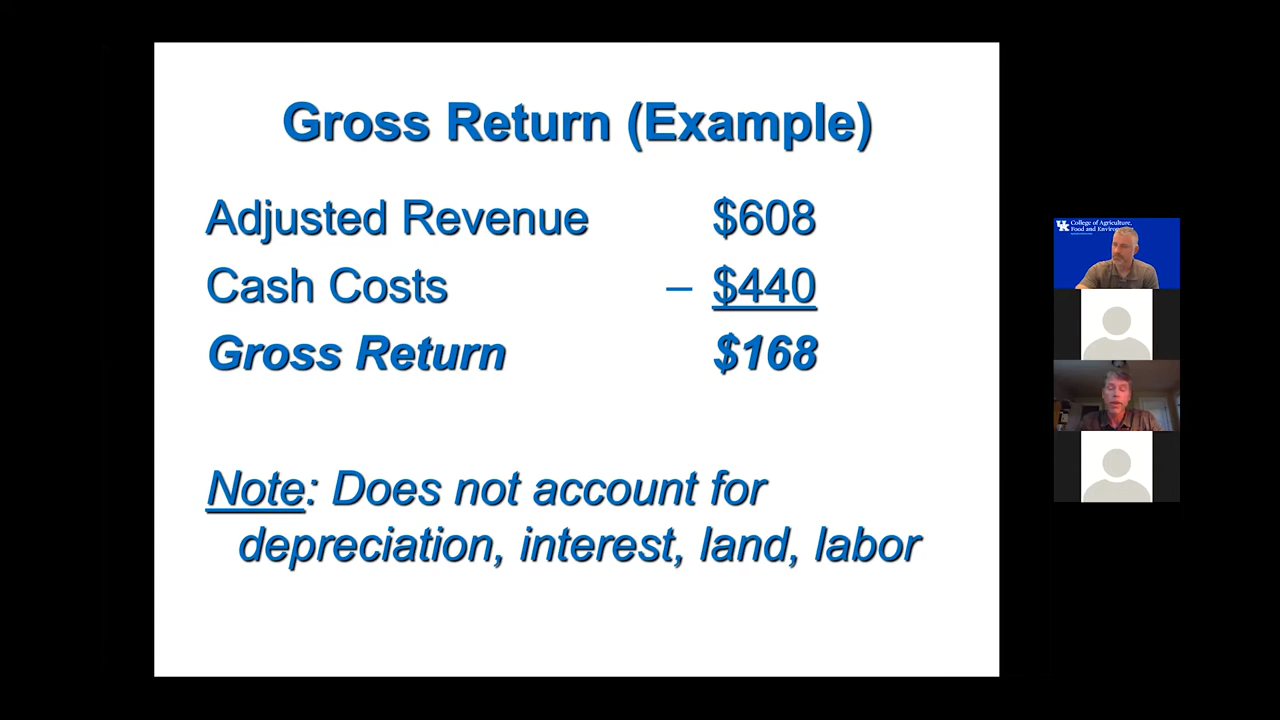 Gross Return (Example)
Adjusted Revenue $608
Cash Costs – $440
Gross Return $168
Note: Does not account for
depreciation, interest, land, labor
College of Agriculture,
Food and